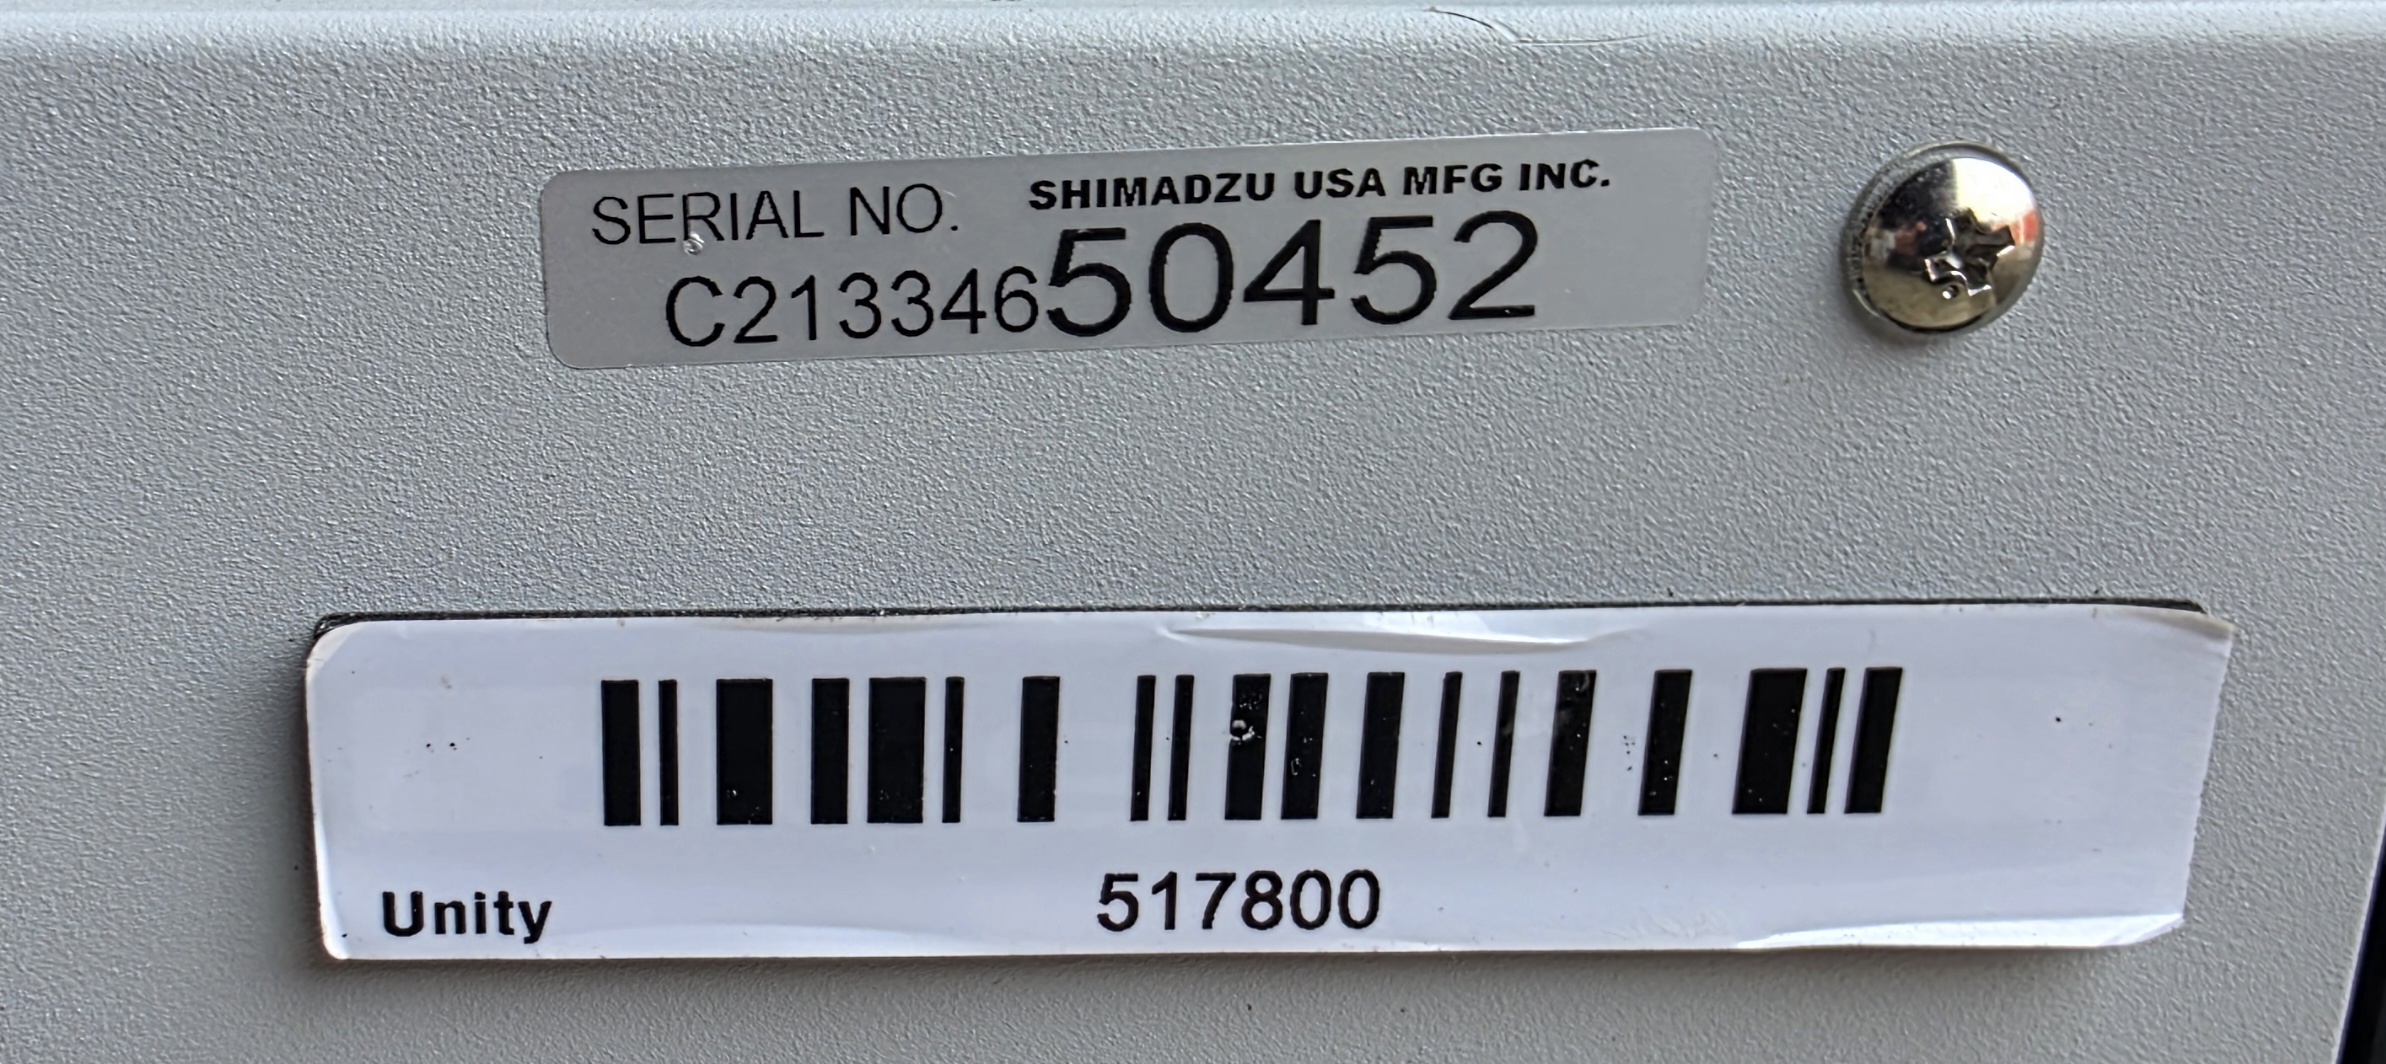 SERIAL NO. SHIMADZU USA MFG INC.
C21334650452
Unity 517800